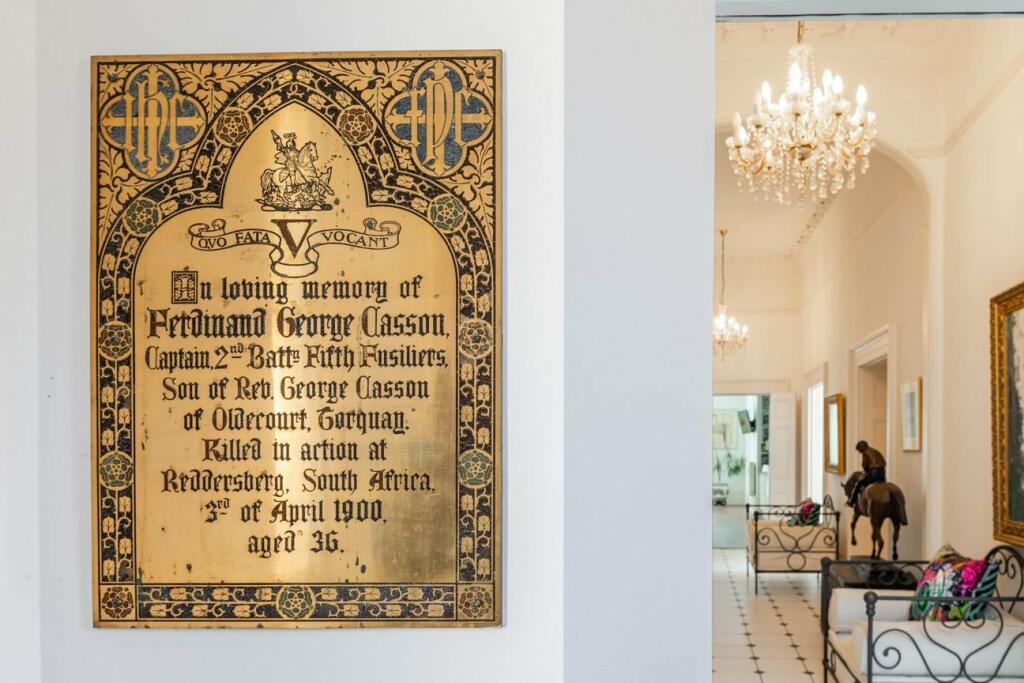 IHC
IHC
QVO FATA V VOCANT
In loving memory of
Ferdinand George Casson,
Captain, 2nd Battn Fifth Fusiliers,
Son of Rev. George Casson
of Oldecourt, Torquay.
Killed in action at
Reddersberg, South Africa,
3rd of April 1900,
aged 36.